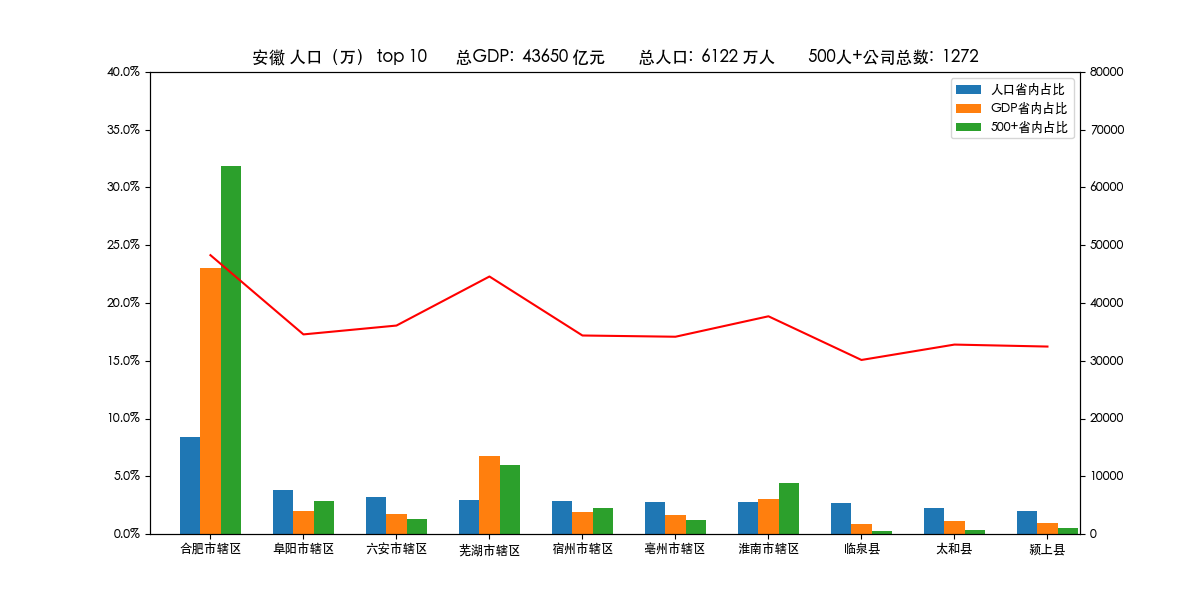 安徽 人口（万） top 10 总GDP: 43650 亿元 总人口: 6122 万人 500人+公司总数: 1272
40.0% 80000
人口省内占比
GDP省内占比
500+省内占比
35.0% 70000
30.0% 60000
25.0% 50000
20.0% 40000
15.0% 30000
10.0% 20000
5.0% 10000
0.0% 0
合肥市辖区 阜阳市辖区 六安市辖区 芜湖市辖区 宿州市辖区 亳州市辖区 淮南市辖区 临泉县 太和县 颍上县